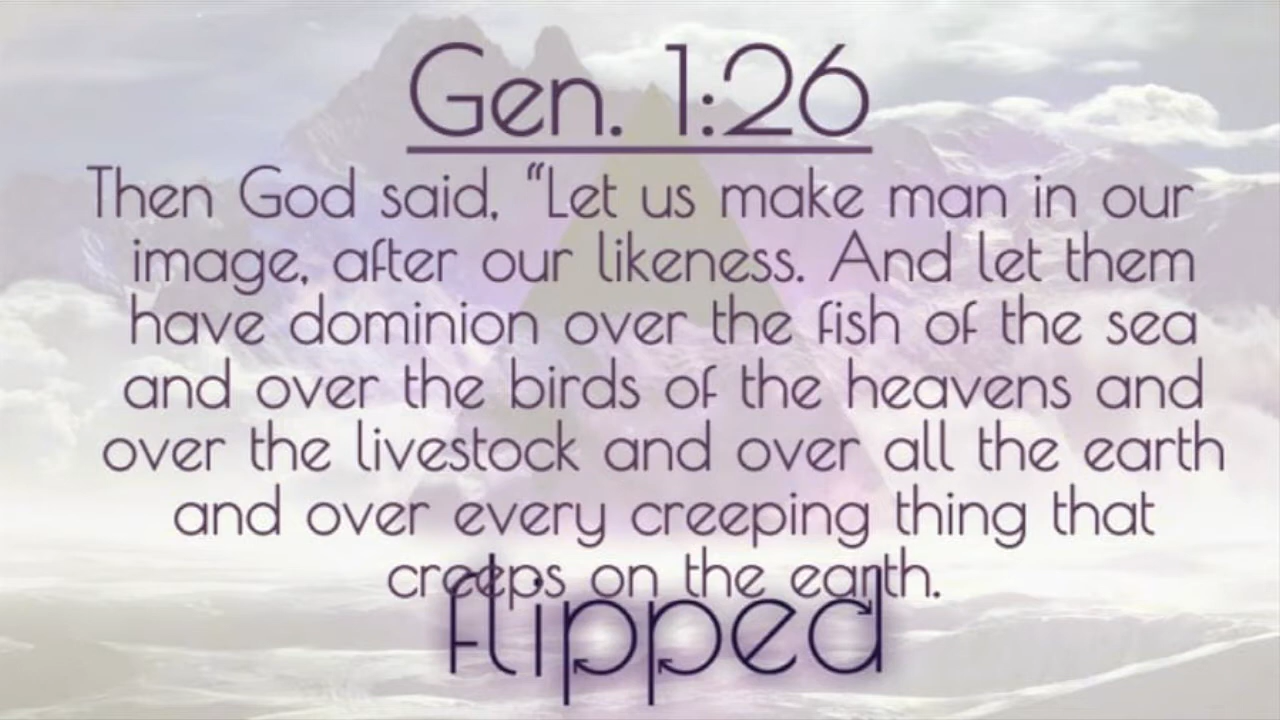 Gen. 1:26
Then God said, “Let us make man in our
image, after our likeness. And let them
have dominion over the fish of the sea
and over the birds of the heavens and
over the livestock and over all the earth
and over every creeping thing that
creeps on the earth.
flipped